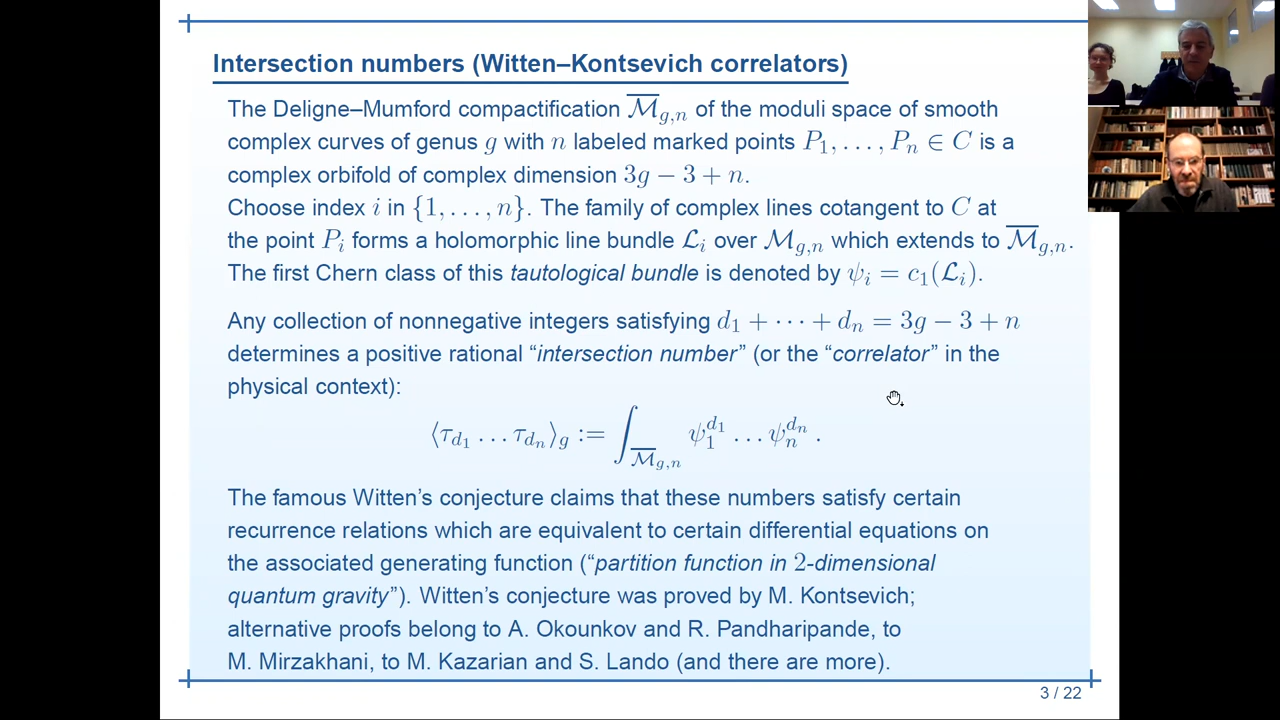 Intersection numbers (Witten–Kontsevich correlators)
The Deligne–Mumford compactification $\overline{\mathcal{M}}_{g,n}$ of the moduli space of smooth
complex curves of genus $g$ with $n$ labeled marked points $P_1, \ldots, P_n \in C$ is a
complex orbifold of complex dimension $3g - 3 + n$.
Choose index $i$ in $\{1, \ldots, n\}$. The family of complex lines cotangent to $C$ at
the point $P_i$ forms a holomorphic line bundle $\mathcal{L}_i$ over $\mathcal{M}_{g,n}$ which extends to $\overline{\mathcal{M}}_{g,n}$.
The first Chern class of this tautological bundle is denoted by $\psi_i = c_1(\mathcal{L}_i)$.
Any collection of nonnegative integers satisfying $d_1 + \cdots + d_n = 3g - 3 + n$
determines a positive rational “intersection number” (or the “correlator” in the
physical context):
$\langle \tau_{d_1} \ldots \tau_{d_n} \rangle_g := \int_{\overline{\mathcal{M}}_{g,n}} \psi_1^{d_1} \ldots \psi_n^{d_n} .$
The famous Witten’s conjecture claims that these numbers satisfy certain
recurrence relations which are equivalent to certain differential equations on
the associated generating function (“partition function in 2-dimensional
quantum gravity”). Witten’s conjecture was proved by M. Kontsevich;
alternative proofs belong to A. Okounkov and R. Pandharipande, to
M. Mirzakhani, to M. Kazarian and S. Lando (and there are more).
3 / 22